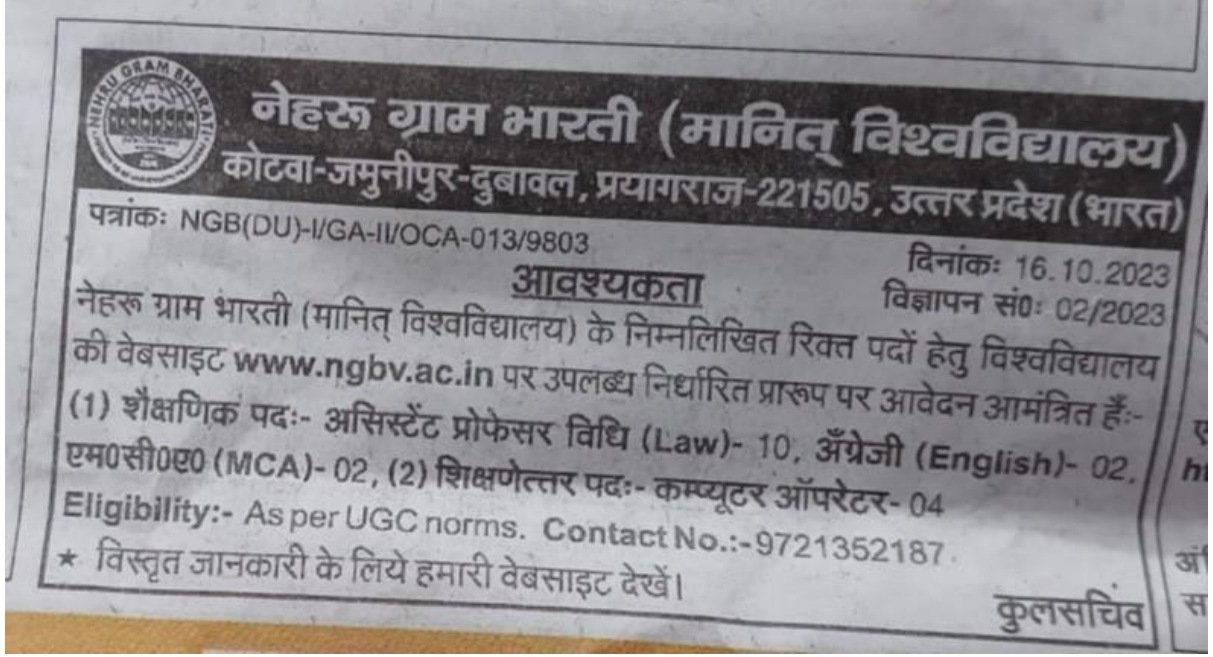 NEHRU GRAM BHARATI
नेहरू ग्राम भारती (मानित् विश्वविद्यालय)
कोटवा-जमुनीपुर-दुबावल, प्रयागराज-221505, उत्तर प्रदेश (भारत)
पत्रांकः NGB(DU)-I/GA-II/OCA-013/9803
दिनांकः 16.10.2023
आवश्यकता
विज्ञापन सं0ः 02/2023
नेहरू ग्राम भारती (मानित् विश्वविद्यालय) के निम्नलिखित रिक्त पदों हेतु विश्वविद्यालय
की वेबसाइट www.ngbv.ac.in पर उपलब्ध निर्धारित प्रारूप पर आवेदन आमंत्रित हैंः-
(1) शैक्षणिक पदः- असिस्टेंट प्रोफेसर विधि (Law)- 10, अँग्रेजी (English)- 02,
एम0सी0ए0 (MCA)- 02, (2) शिक्षणेत्तर पदः- कम्प्यूटर ऑपरेटर- 04
Eligibility:- As per UGC norms. Contact No.:-9721352187.
★ विस्तृत जानकारी के लिये हमारी वेबसाइट देखें।
कुलसचिव